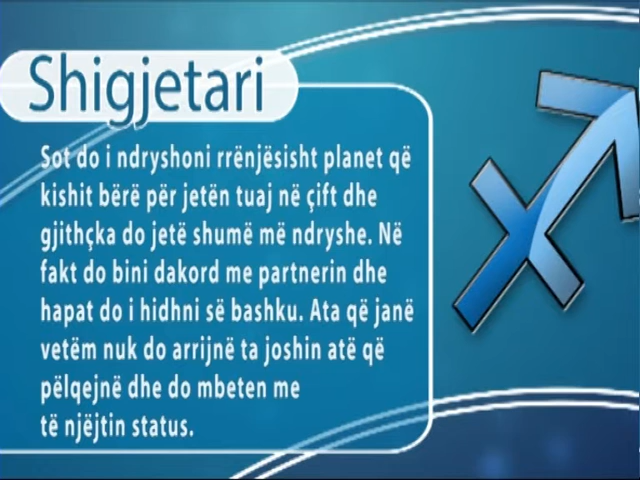 Shigjetari
Sot do i ndryshoni rrënjësisht planet që
kishit bërë për jetën tuaj në çift dhe
gjithçka do jetë shumë më ndryshe. Në
fakt do bini dakord me partnerin dhe
hapat do i hidhni së bashku. Ata që janë
vetëm nuk do arrijnë ta joshin atë që
pëlqejnë dhe do mbeten me
të njëjtin status.